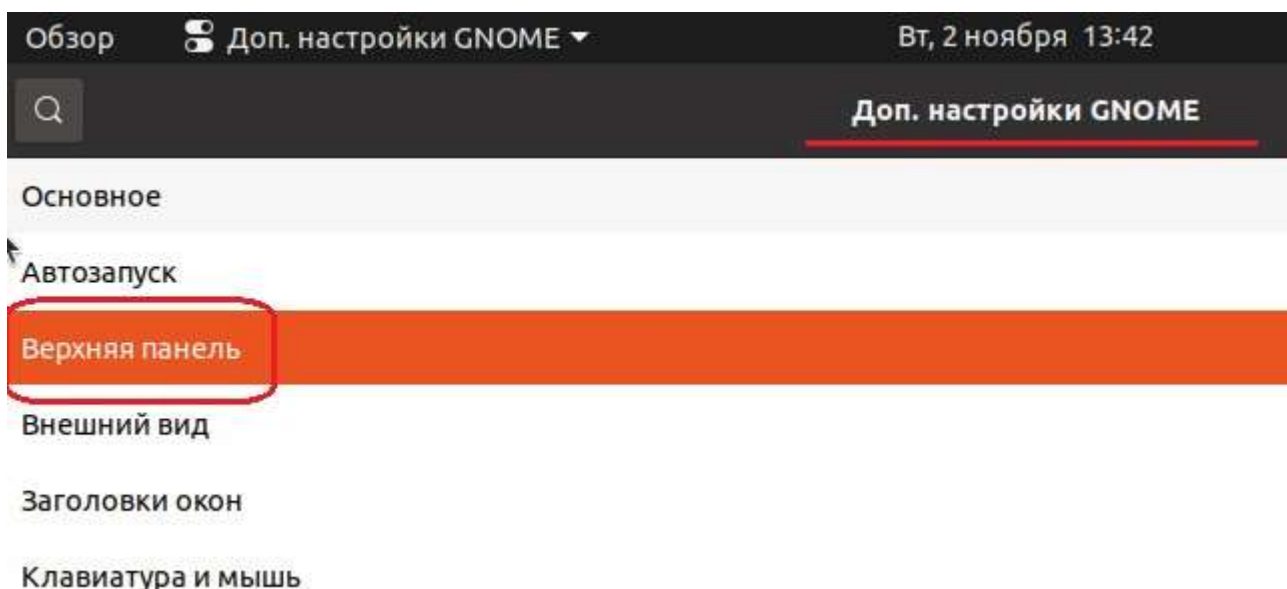 Обзор Доп. настройки GNOME Вт, 2 ноября 13:42
Доп. настройки GNOME
Основное
Автозапуск
Верхняя панель
Внешний вид
Заголовки окон
Клавиатура и мышь